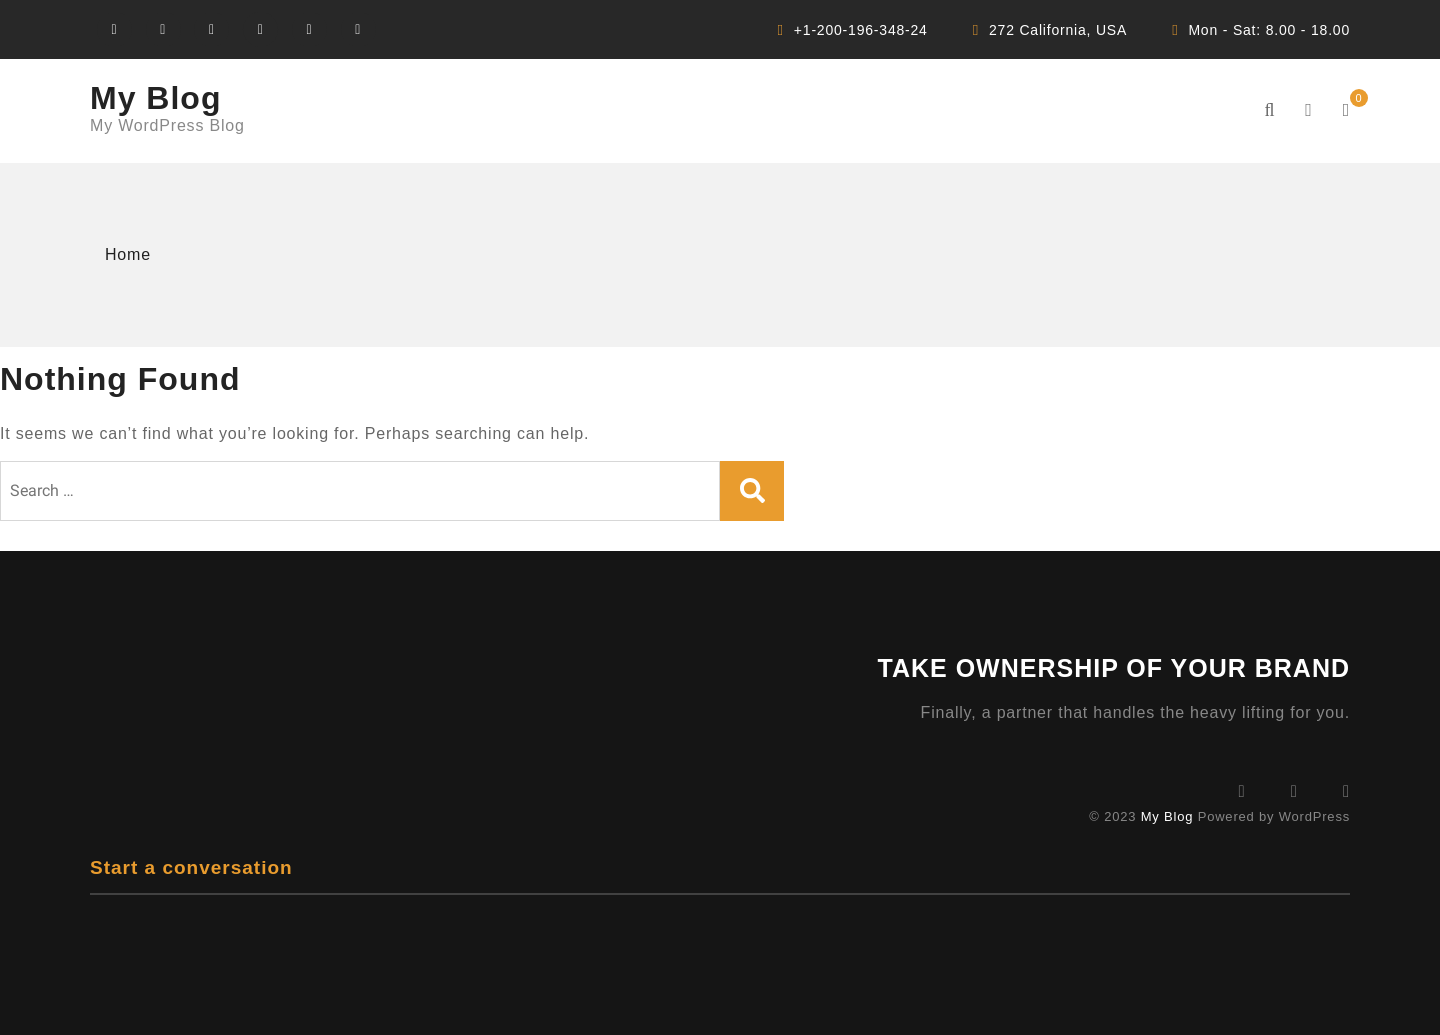 +1-200-196-348-24 272 California, USA Mon - Sat: 8.00 - 18.00
My Blog
My WordPress Blog
0
Home
Nothing Found
It seems we can’t find what you’re looking for. Perhaps searching can help.
Search …
TAKE OWNERSHIP OF YOUR BRAND
Finally, a partner that handles the heavy lifting for you.
© 2023 My Blog Powered by WordPress
Start a conversation